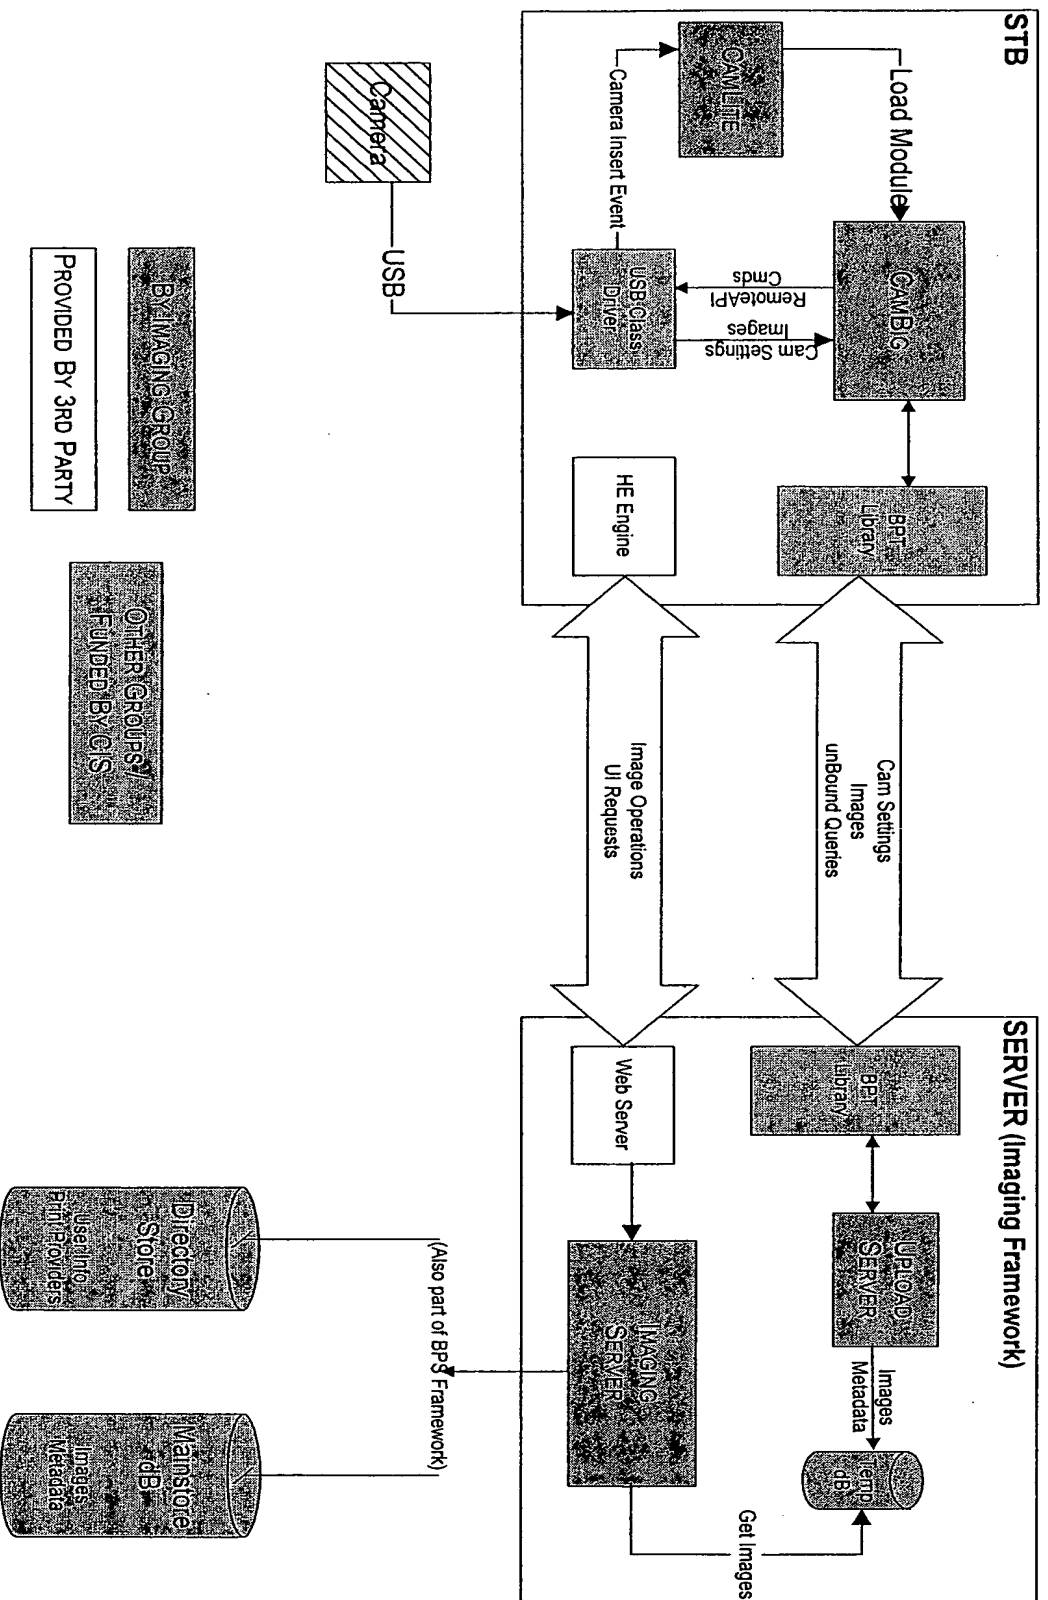 STB
CAMLITE
Load Module
CAMBIG
Camera Insert Event
USB Class
Driver
RemoteAPI
Cmds
Cam Settings
Images
BPT
Library
HE Engine
Camera
USB
Cam Settings
Images
unBound Queries
Image Operations
UI Requests
SERVER (Imaging Framework)
BPT
Library
UPLOAD
SERVER
Images
Metadata
Temp
dB
Web Server
IMAGING
SERVER
Get Images
(Also part of BPS Framework)
Directory
Store
UserInfo
Print Providers
Mainstore
dB
Images
Metadata
BY IMAGING GROUP
PROVIDED BY 3RD PARTY
OTHER GROUPS /
FUNDED BY CIS